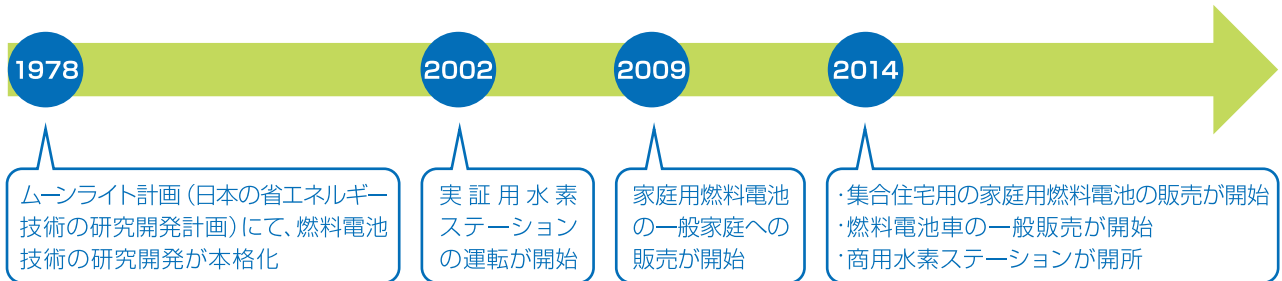 1978
2002
2009
2014
ムーンライト計画(日本の省エネルギー
技術の研究開発計画)にて、燃料電池
技術の研究開発が本格化
実証用水素
ステーション
の運転が開始
家庭用燃料電池
の一般家庭への
販売が開始
・集合住宅用の家庭用燃料電池の販売が開始
・燃料電池車の一般販売が開始
・商用水素ステーションが開所